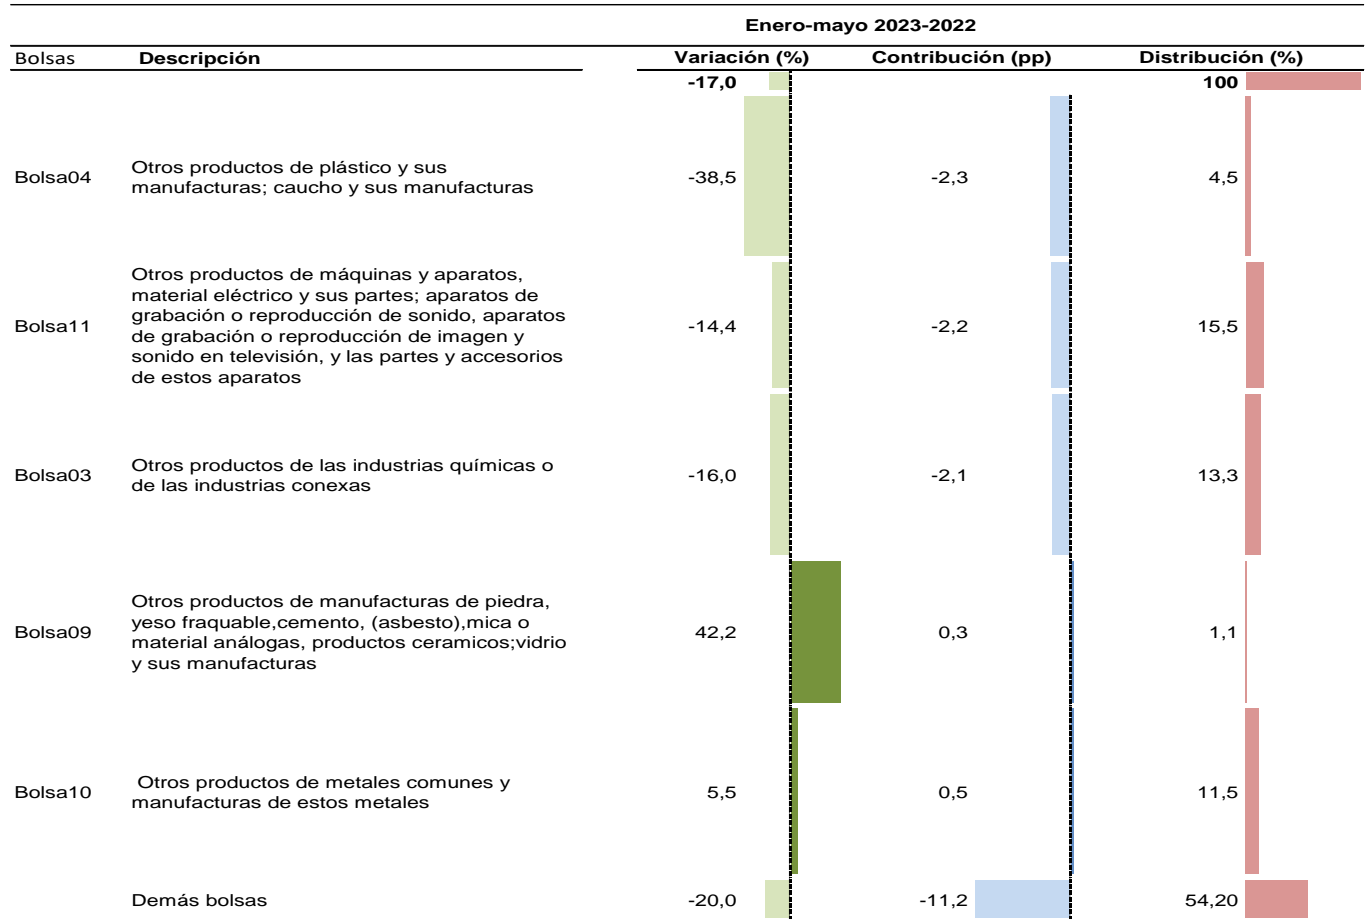 Enero-mayo 2023-2022
Bolsas Descripción Variación (%) Contribución (pp) Distribución (%)
-17,0 100
Bolsa04 Otros productos de plástico y sus
manufacturas; caucho y sus manufacturas -38,5 -2,3 4,5
Otros productos de máquinas y aparatos,
material eléctrico y sus partes; aparatos de
grabación o reproducción de sonido, aparatos
Bolsa11 de grabación o reproducción de imagen y -14,4 -2,2 15,5
sonido en televisión, y las partes y accesorios
de estos aparatos
Bolsa03 Otros productos de las industrias químicas o
de las industrias conexas -16,0 -2,1 13,3
Otros productos de manufacturas de piedra,
yeso fraquable,cemento, (asbesto),mica o
Bolsa09 material análogas, productos ceramicos;vidrio 42,2 0,3 1,1
y sus manufacturas
Bolsa10 Otros productos de metales comunes y
manufacturas de estos metales 5,5 0,5 11,5
Demás bolsas -20,0 -11,2 54,20